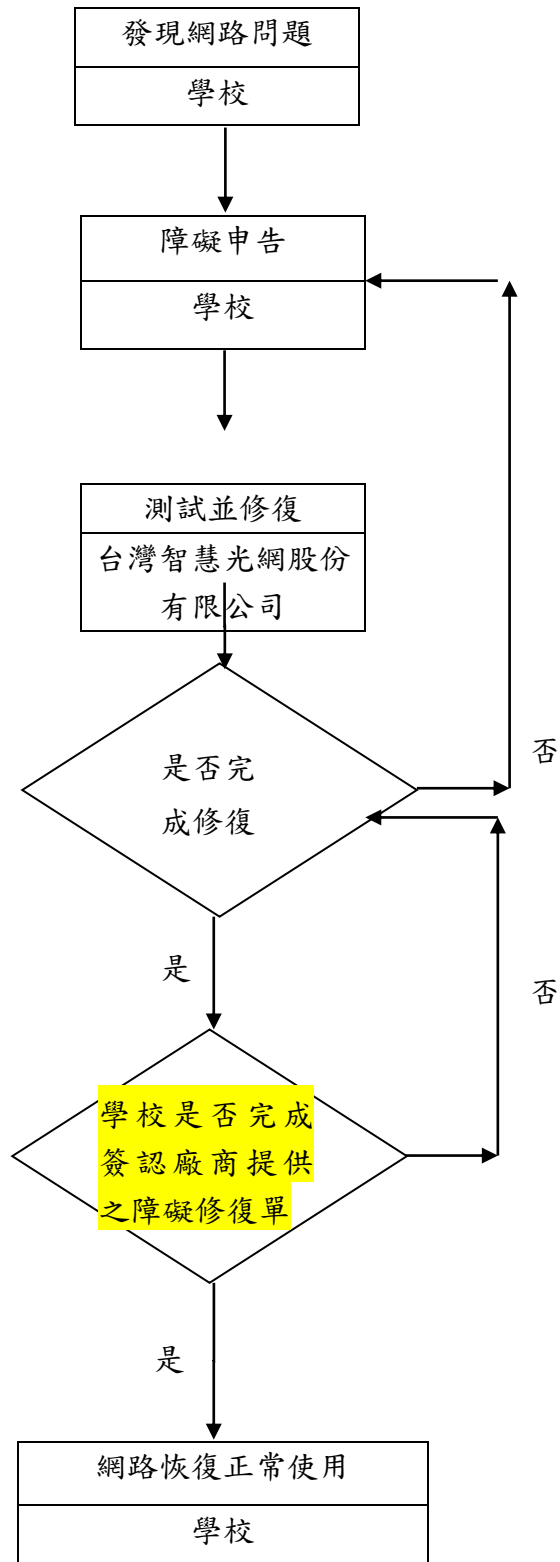 發現網路問題
學校
障礙申告
學校
測試並修復
台灣智慧光網股份
有限公司
是否完
成修復
否
是
否
學校是否完成
簽認廠商提供
之障礙修復單
是
網路恢復正常使用
學校